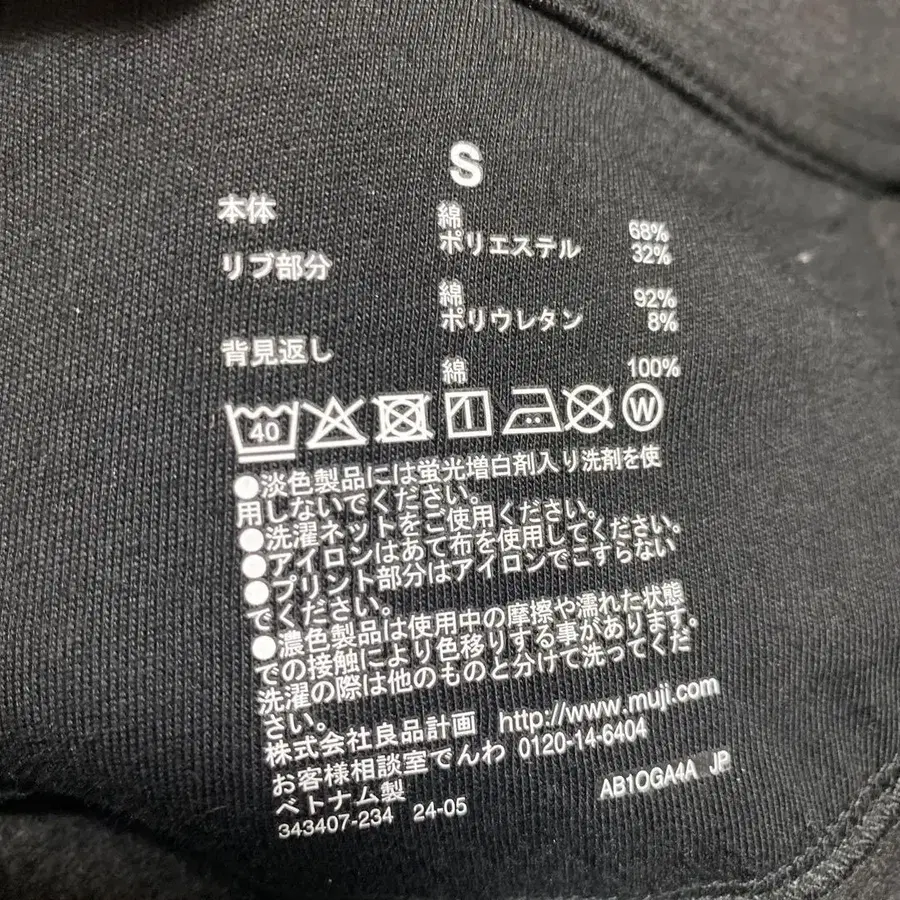 S
本体 綿 68%
ポリエステル 32%
リブ部分 綿 92%
ポリウレタン 8%
背見返し 綿 100%
40 W
●淡色製品には蛍光増白剤入り洗剤を使
用しないでください。
●洗濯ネットをご使用ください。
●アイロンはあて布を使用してください。
●プリント部分はアイロンでこすらない
でください。
●濃色製品は使用中の摩擦や濡れた状態
での接触により色移りする事があります。
洗濯の際は他のものと分けて洗ってくだ
さい。
株式会社良品計画 http://www.muji.com
お客様相談室でんわ 0120-14-6404
ベトナム製
343407-234 24-05 AB1OGA4A JP